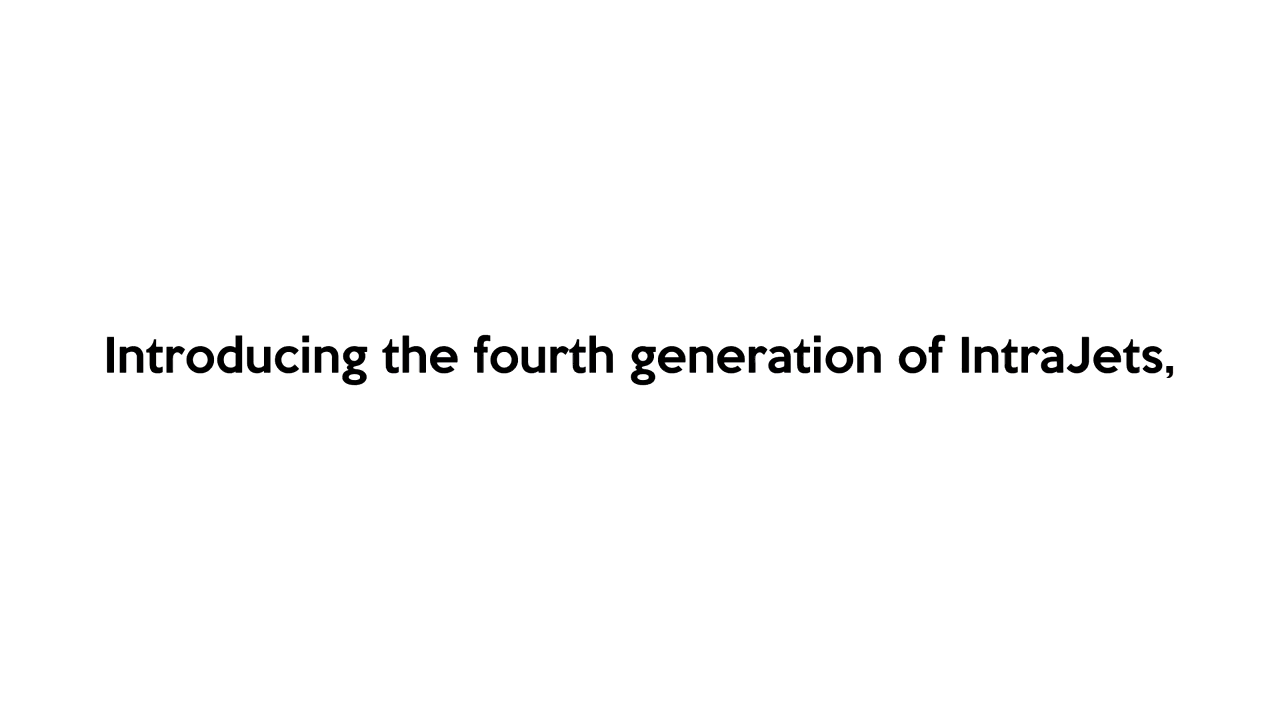 Introducing the fourth generation of IntraJets,